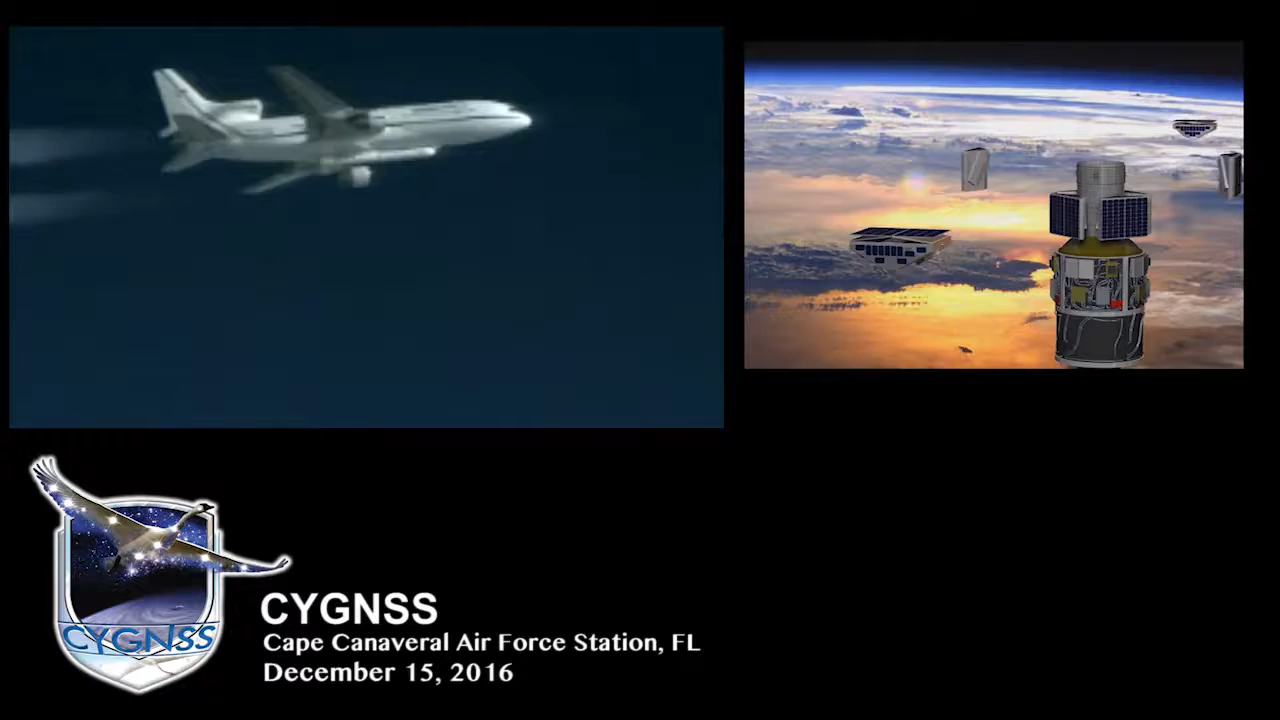 CYGNSS
CYGNSS
Cape Canaveral Air Force Station, FL
December 15, 2016